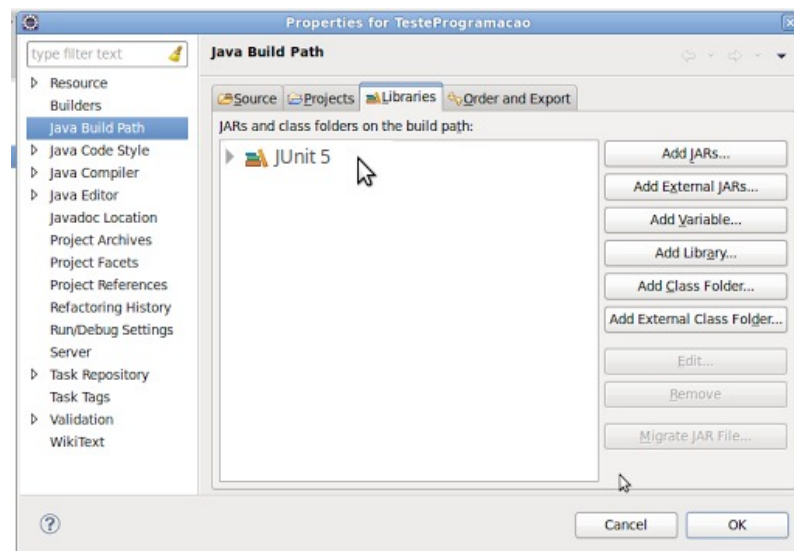 Properties for TesteProgramacao
type filter text
Resource
Builders
Java Build Path
Java Code Style
Java Compiler
Java Editor
Javadoc Location
Project Archives
Project Facets
Project References
Refactoring History
Run/Debug Settings
Server
Task Repository
Task Tags
Validation
WikiText
Java Build Path
Source Projects Libraries Order and Export
JARs and class folders on the build path:
JUnit 5
Add JARs...
Add External JARs...
Add Variable...
Add Library...
Add Class Folder...
Add External Class Folder...
Edit...
Remove
Migrate JAR File...
?
Cancel OK